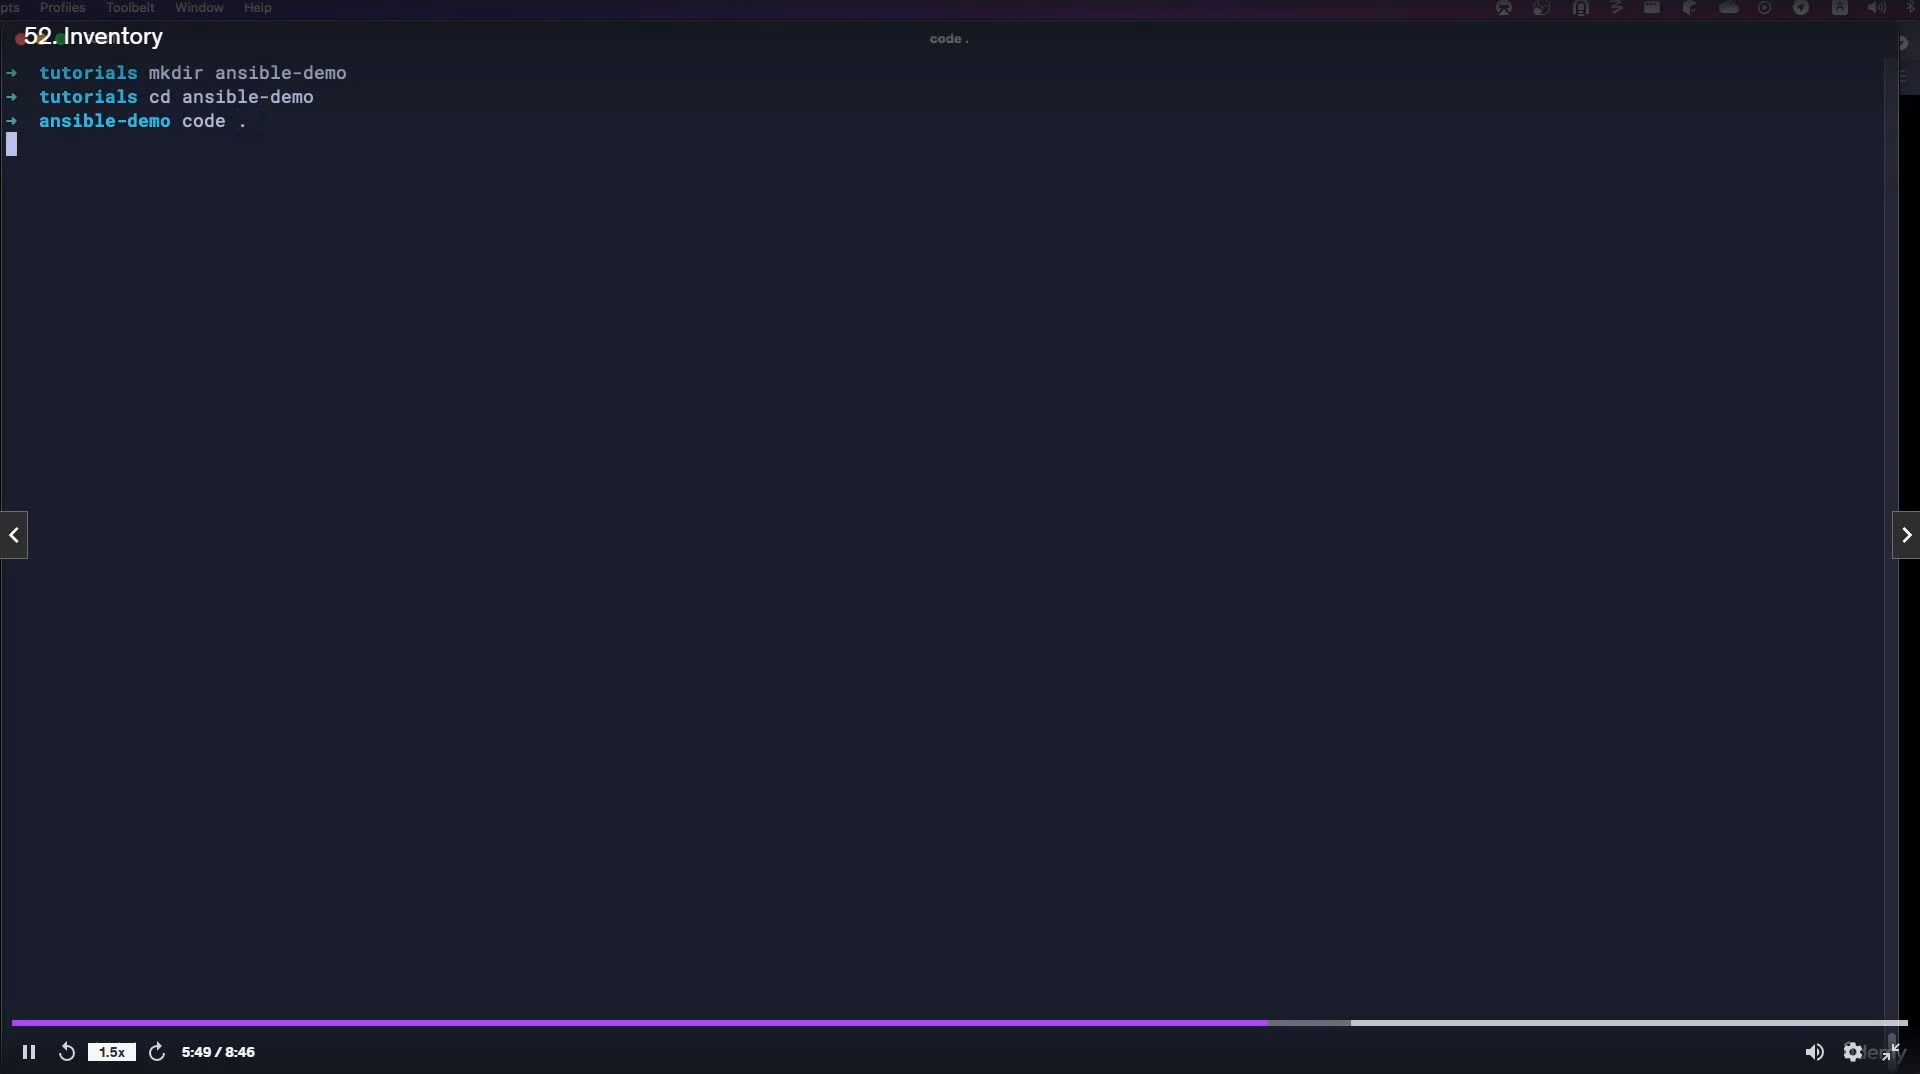 pts Profiles Toolbelt Window Help
52. Inventory
code .
➜ tutorials mkdir ansible-demo
➜ tutorials cd ansible-demo
➜ ansible-demo code .
1.5x 5:49 / 8:46